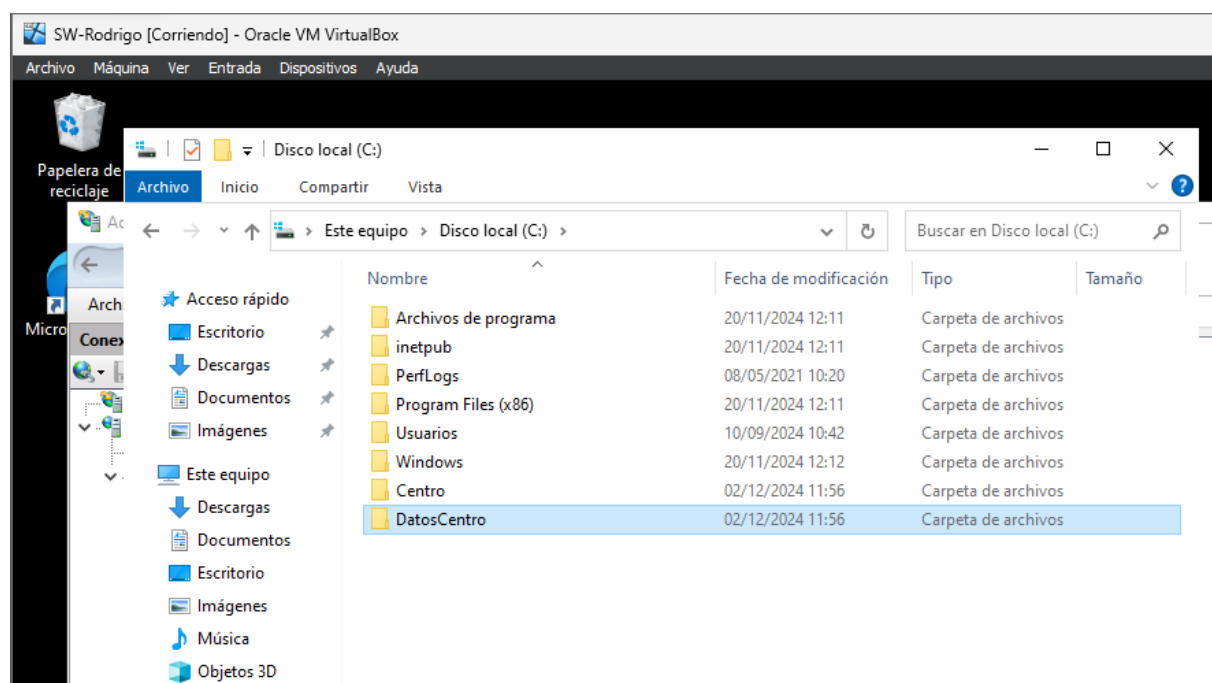 SW-Rodrigo [Corriendo] - Oracle VM VirtualBox
Archivo Máquina Ver Entrada Dispositivos Ayuda
Papelera de
reciclaje
Disco local (C:)
Archivo Inicio Compartir Vista
Este equipo Disco local (C:)
Buscar en Disco local (C:)
Arch
Micro
Conex
Acceso rápido
Escritorio
Descargas
Documentos
Imágenes
Este equipo
Descargas
Documentos
Escritorio
Imágenes
Música
Objetos 3D
Nombre Fecha de modificación Tipo Tamaño
Archivos de programa 20/11/2024 12:11 Carpeta de archivos
inetpub 20/11/2024 12:11 Carpeta de archivos
PerfLogs 08/05/2021 10:20 Carpeta de archivos
Program Files (x86) 20/11/2024 12:11 Carpeta de archivos
Usuarios 10/09/2024 10:42 Carpeta de archivos
Windows 20/11/2024 12:12 Carpeta de archivos
Centro 02/12/2024 11:56 Carpeta de archivos
DatosCentro 02/12/2024 11:56 Carpeta de archivos